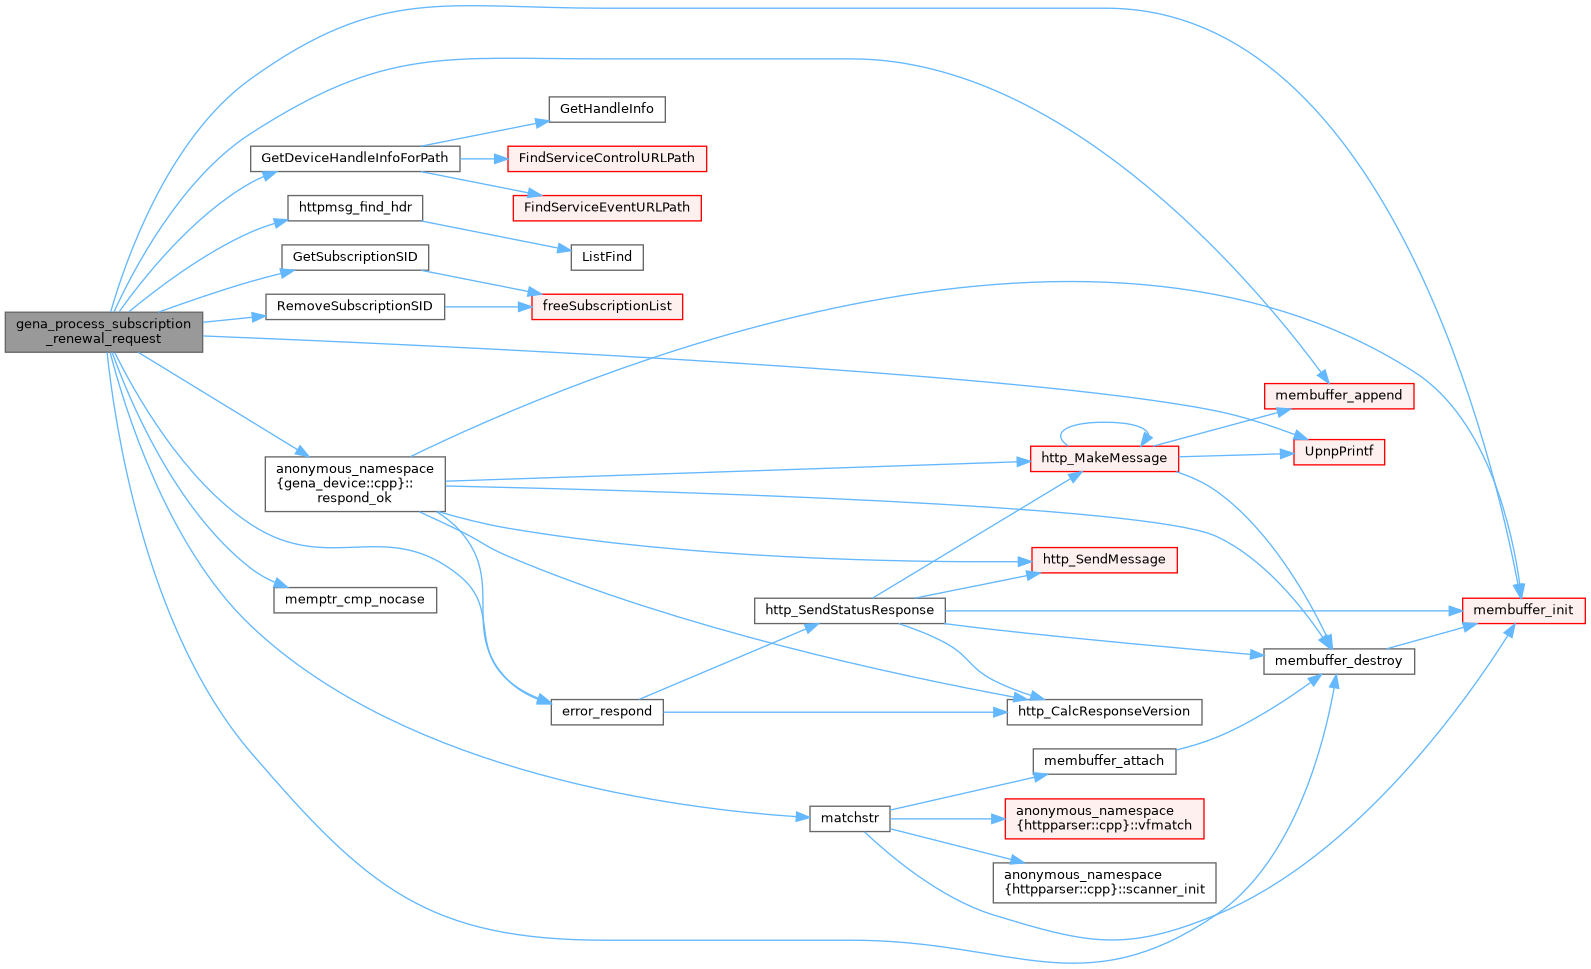 GetHandleInfo
GetDeviceHandleInfoForPath
FindServiceControlURLPath
FindServiceEventURLPath
httpmsg_find_hdr
ListFind
GetSubscriptionSID
RemoveSubscriptionSID
freeSubscriptionList
gena_process_subscription
_renewal_request
membuffer_append
http_MakeMessage
UpnpPrintf
anonymous_namespace
{gena_device::cpp}::
respond_ok
http_SendMessage
memptr_cmp_nocase
http_SendStatusResponse
membuffer_init
membuffer_destroy
error_respond
http_CalcResponseVersion
membuffer_attach
matchstr
anonymous_namespace
{httpparser::cpp}::vfmatch
anonymous_namespace
{httpparser::cpp}::scanner_init